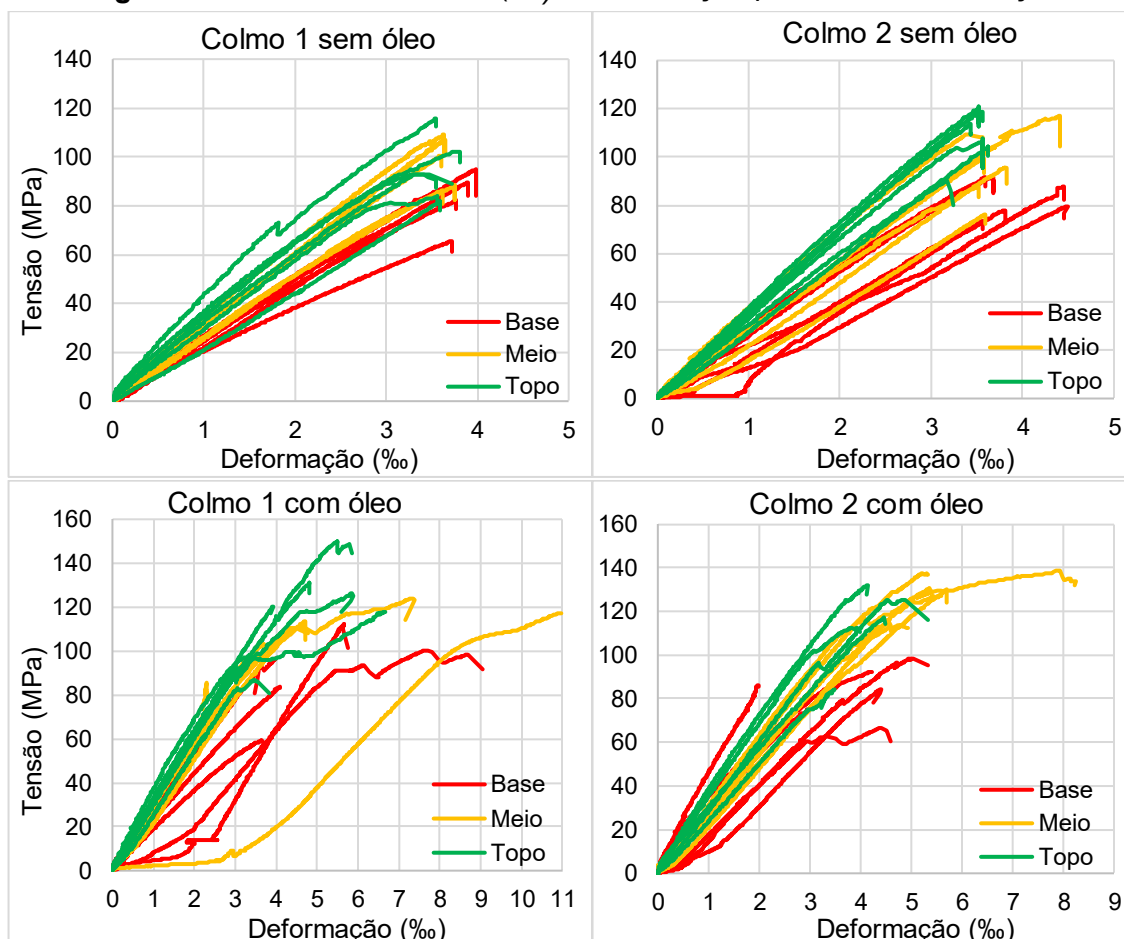 Colmo 1 sem óleo
140
120
100
80
60
40
20
0
Tensão (MPa)
Base
Meio
Topo
0 1 2 3 4 5
Deformação (‰)
Colmo 2 sem óleo
140
120
100
80
60
40
20
0
Base
Meio
Topo
0 1 2 3 4 5
Deformação (‰)
Colmo 1 com óleo
160
140
120
100
80
60
40
20
0
Tensão (MPa)
Base
Meio
Topo
0 1 2 3 4 5 6 7 8 9 10 11
Deformação (‰)
Colmo 2 com óleo
160
140
120
100
80
60
40
20
0
Base
Meio
Topo
0 1 2 3 4 5 6 7 8 9
Deformação (‰)